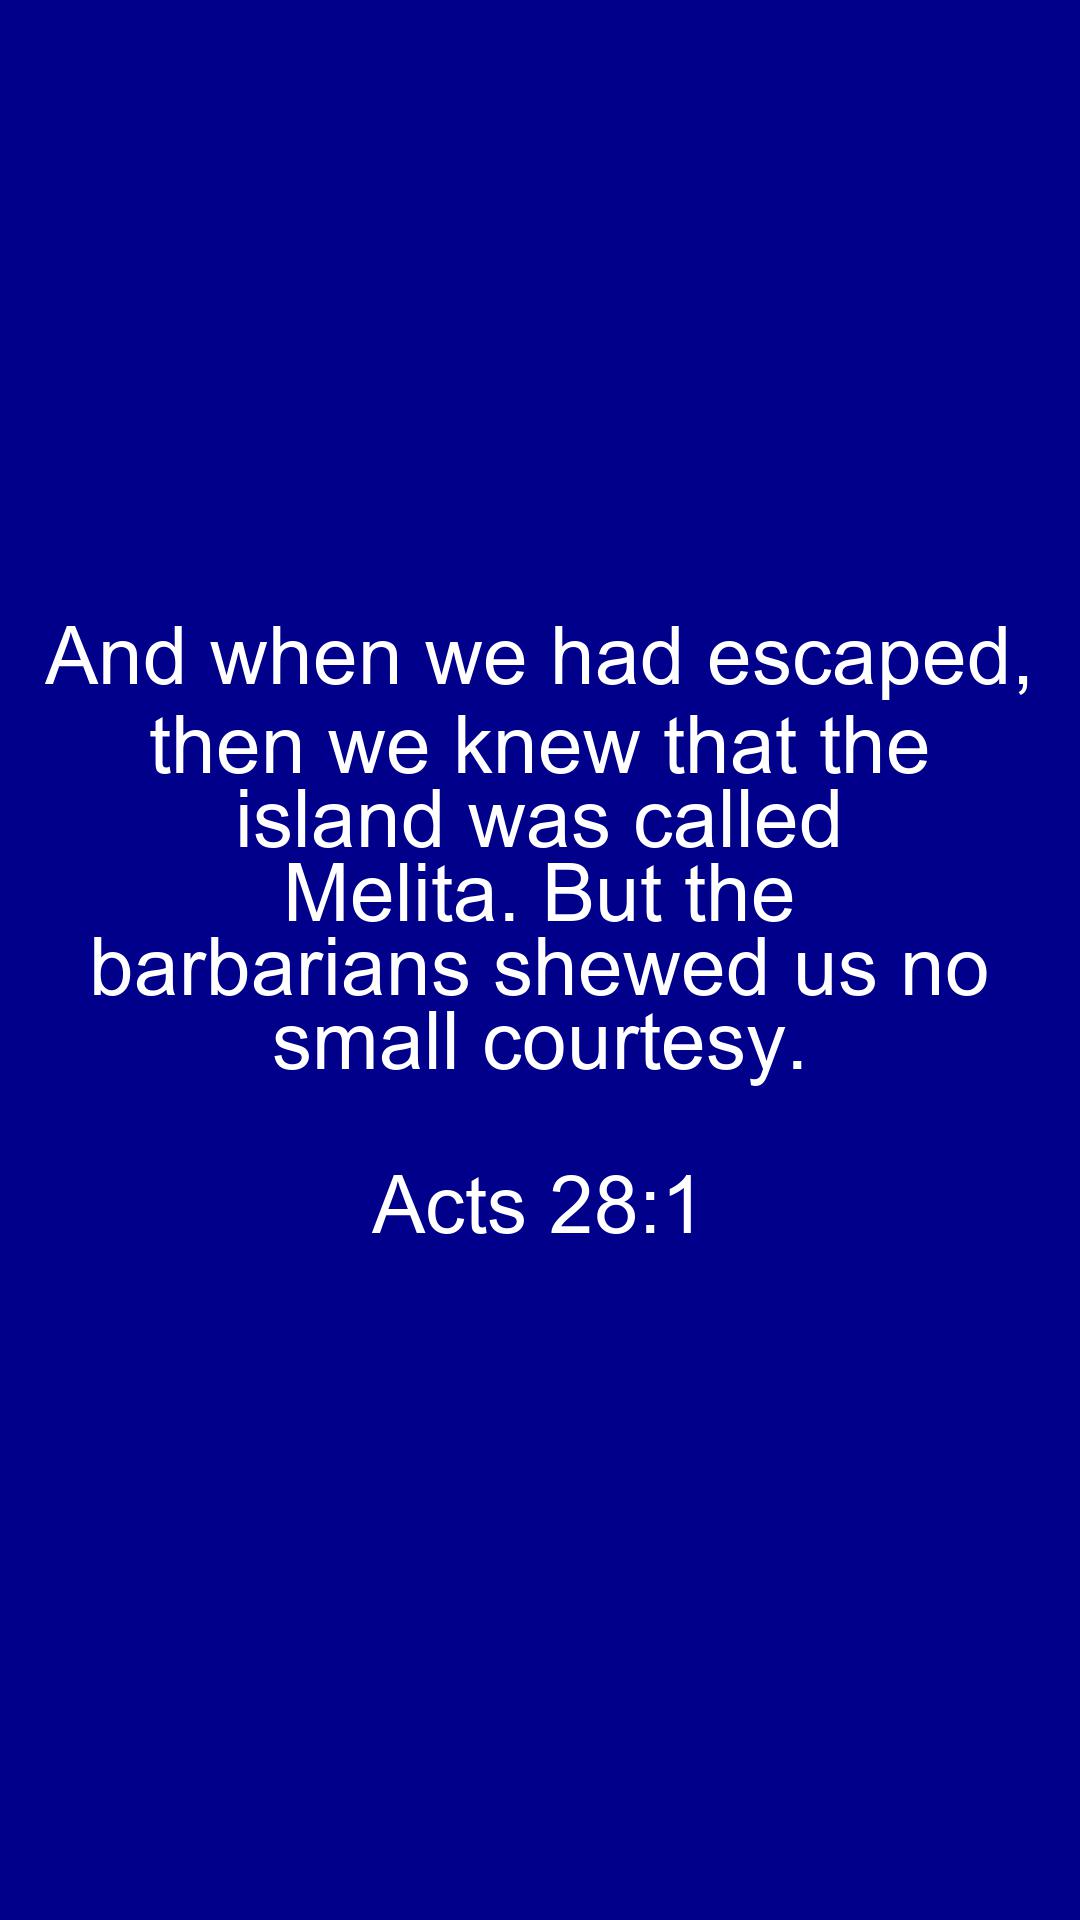 And when we had escaped,
then we knew that the
island was called
Melita. But the
barbarians shewed us no
small courtesy.
Acts 28:1